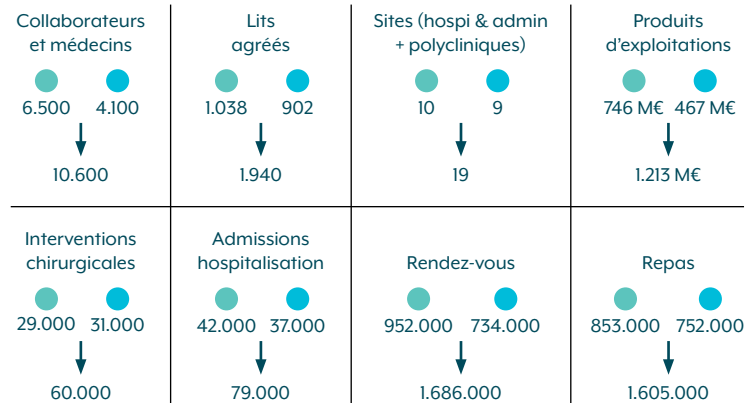 Collaborateurs
et médecins
6.500 4.100
10.600
Lits
agréés
1.038 902
1.940
Sites (hospi & admin
+ polycliniques)
10 9
19
Produits
d'exploitations
746 M€ 467 M€
1.213 M€
Interventions
chirurgicales
29.000 31.000
60.000
Admissions
hospitalisation
42.000 37.000
79.000
Rendez-vous
952.000 734.000
1.686.000
Repas
853.000 752.000
1.605.000